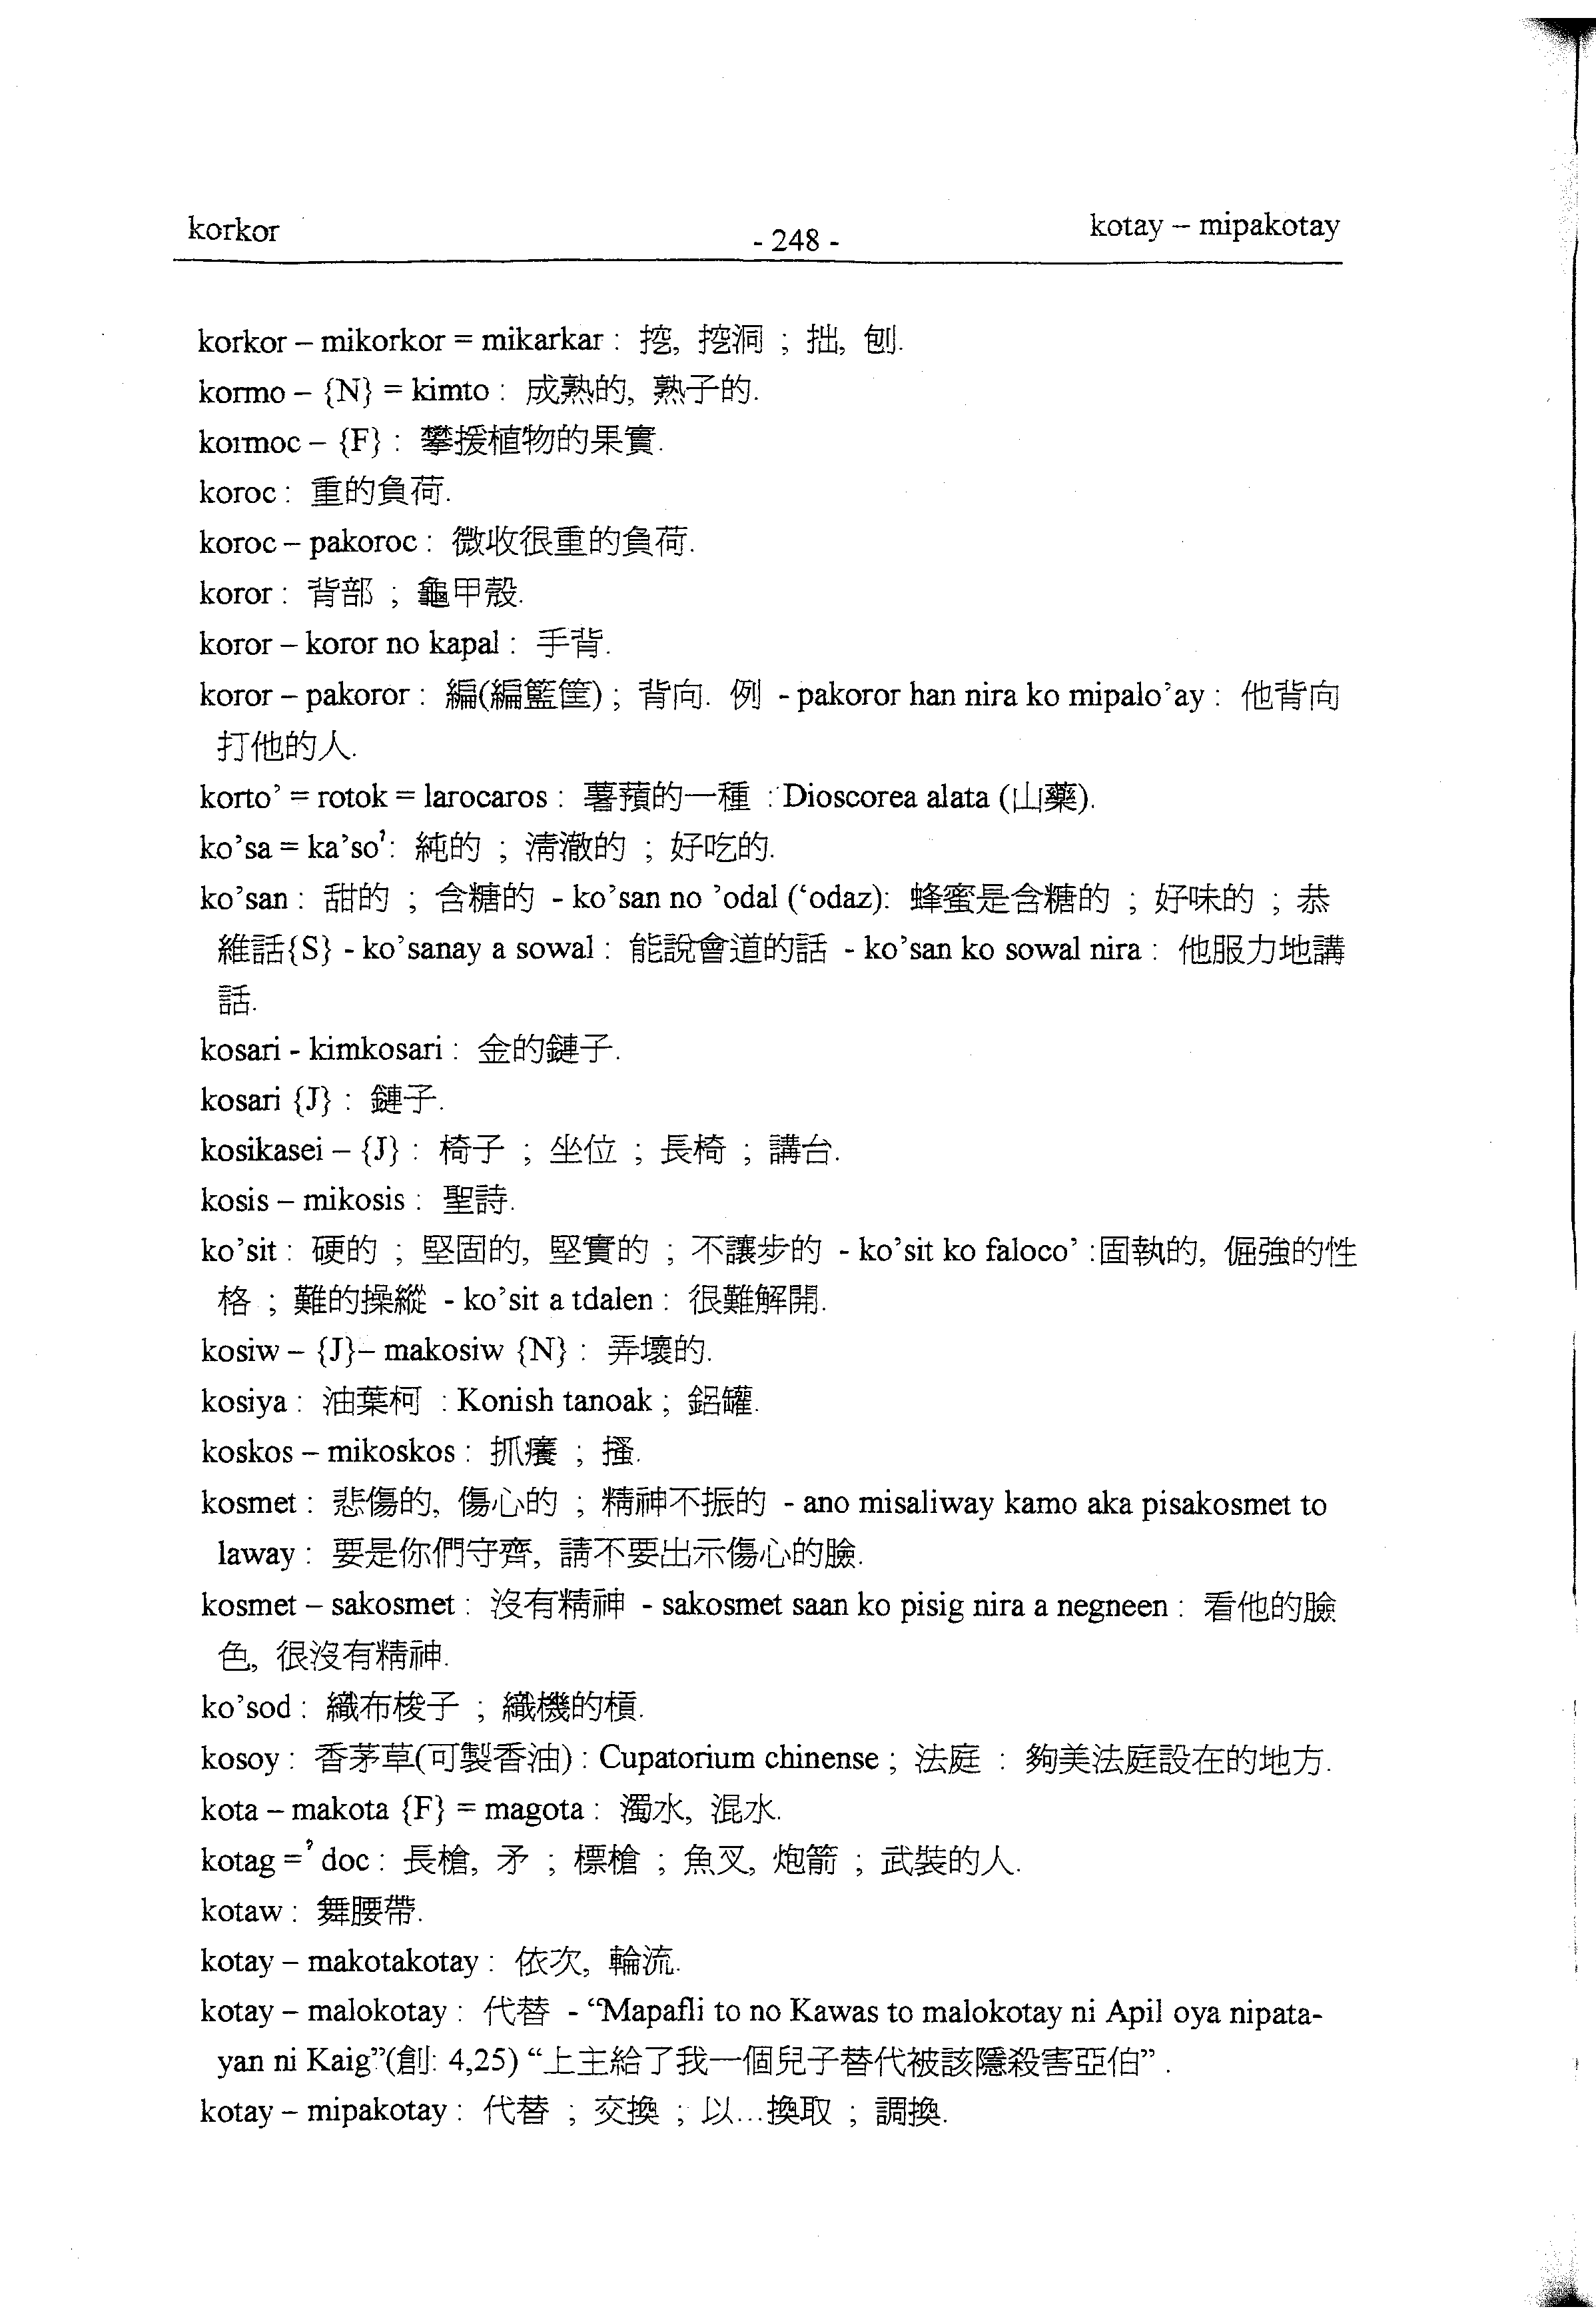 korkor
- 248 -
kotay – mipakotay
korkor – mikorkor = mikarkar : 挖, 挖洞 ; 拙, 刨.
kormo – {N} = kimto : 成熟的, 熟子的.
kormoc – {F} : 攀援植物的果實.
koroc : 重的負荷.
koroc – pakoroc : 微收很重的負荷.
koror : 背部 ; 龜甲殼.
koror – koror no kapal : 手背.
koror – pakoror : 編(編籃筐) ; 背向. 例 - pakoror han nira ko mipalo’ay : 他背向
打他的人.
korto’ = rotok = larocaros : 薯蕷的一種 : Dioscorea alata (山藥).
ko’sa = ka’so’: 純的 ; 清澈的 ; 好吃的.
ko’san : 甜的 ; 含糖的 - ko’san no ’odal (‘odaz): 蜂蜜是含糖的 ; 好味的 ; 恭
維話{S} - ko’sanay a sowal : 能說會道的話 - ko’san ko sowal nira : 他服力地講
話.
kosari - kimkosari : 金的鏈子.
kosari {J} : 鏈子.
kosikasei – {J} : 椅子 ; 坐位 ; 長椅 ; 講台.
kosis – mikosis : 聖詩.
ko’sit : 硬的 ; 堅固的, 堅實的 ; 不讓步的 - ko’sit ko faloco’ :固執的, 倔強的性
格 ; 難的操縱 - ko’sit a tdalen : 很難解開.
kosiw – {J}– makosiw {N} : 弄壞的.
kosiya : 油葉柯 : Konish tanoak ; 鋁罐.
koskos – mikoskos : 抓癢 ; 搔.
kosmet : 悲傷的, 傷心的 ; 精神不振的 - ano misaliway kamo aka pisakosmet to
laway : 要是你們守齊, 請不要出示傷心的臉.
kosmet – sakosmet : 沒有精神 - sakosmet saan ko pisig nira a negneen : 看他的臉
色, 很沒有精神.
ko’sod : 織布梭子 ; 織機的槓.
kosoy : 香茅草(可製香油) : Cupatorium chinense ; 法庭 : 夠美法庭設在的地方.
kota – makota {F} = magota : 濁水, 混水.
kotag =’ doc : 長槍, 矛 ; 標槍 ; 魚叉, 炮箭 ; 武裝的人.
kotaw : 舞腰帶.
kotay – makotakotay : 依次, 輪流.
kotay – malokotay : 代替 - “Mapafli to no Kawas to malokotay ni Apil oya nipata-
yan ni Kaig”(創: 4,25) “上主給了我一個兒子替代被該隱殺害亞伯” .
kotay – mipakotay : 代替 ; 交換 ; 以...換取 ; 調換.